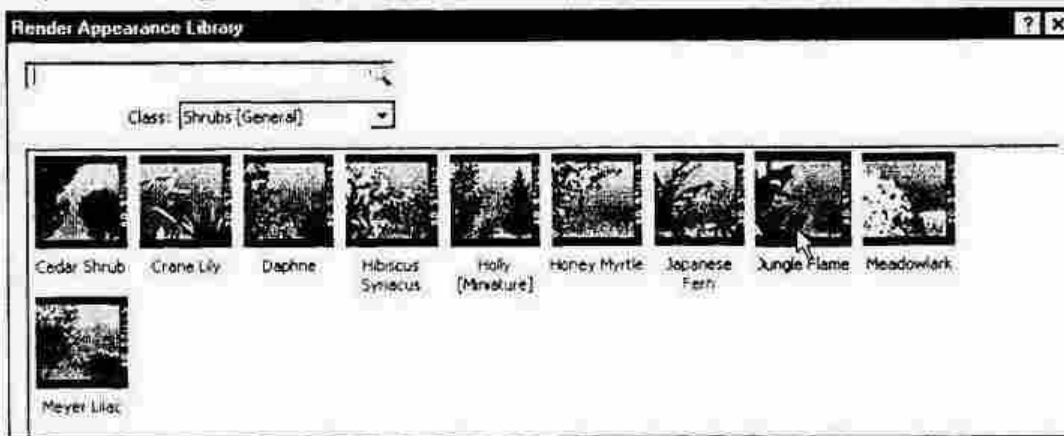 Render Appearance Library
Class: Shrubs [General]
Cedar Shrub Crane Lily Daphne Hibiscus Syriacus Holly [Miniature] Honey Myrtle Japanese Fern Jungle Flame Meadowlark
Meyer Lilac